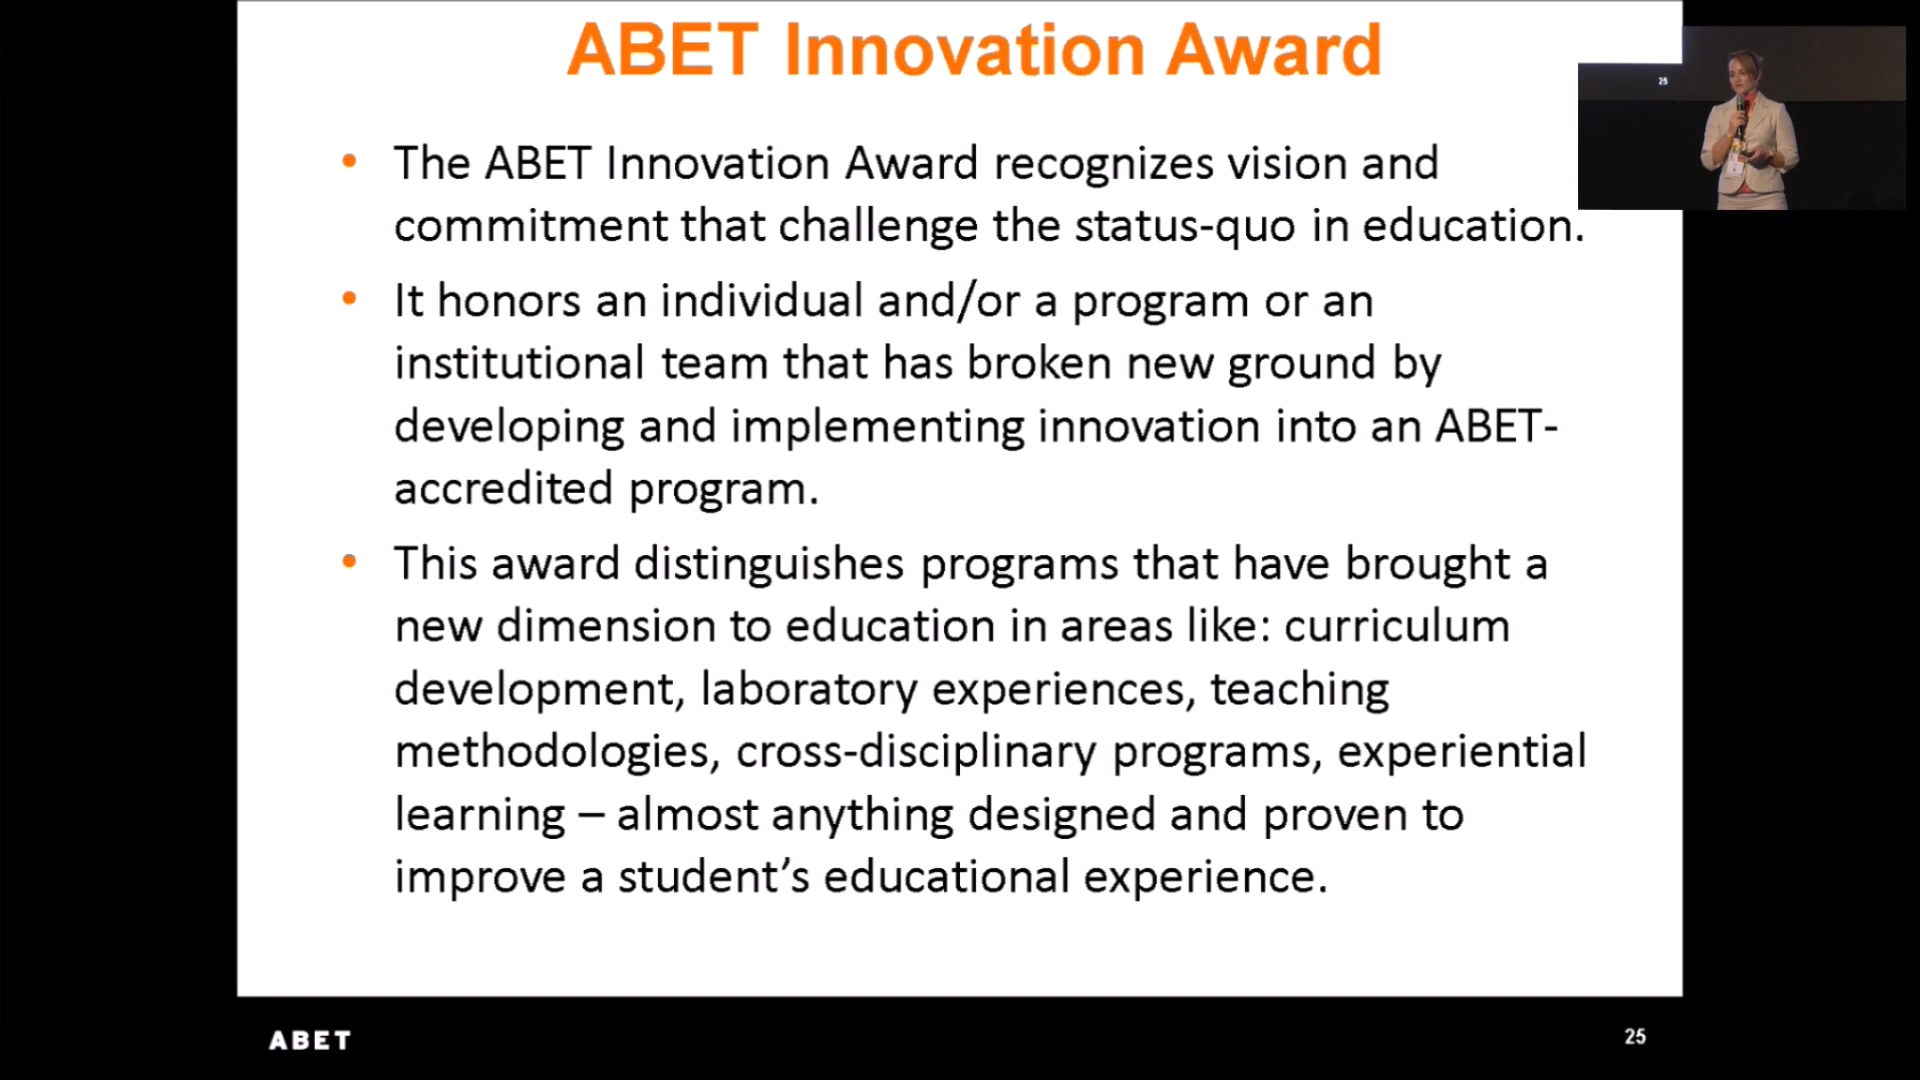 ABET Innovation Award
25
• The ABET Innovation Award recognizes vision and
commitment that challenge the status-quo in education.
• It honors an individual and/or a program or an
institutional team that has broken new ground by
developing and implementing innovation into an ABET-
accredited program.
• This award distinguishes programs that have brought a
new dimension to education in areas like: curriculum
development, laboratory experiences, teaching
methodologies, cross-disciplinary programs, experiential
learning – almost anything designed and proven to
improve a student’s educational experience.
ABET
25